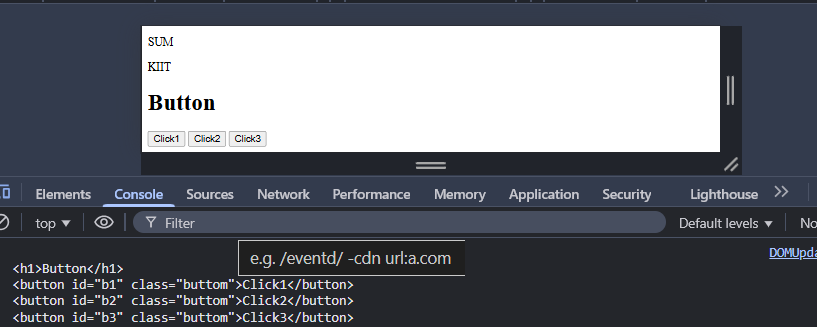 SUM
KIIT
Button
Click1 Click2 Click3
Elements Console Sources Network Performance Memory Application Security Lighthouse
top Filter Default levels No
e.g. /eventd/ -cdn url:a.com
DOMUpda
<h1>Button</h1>
<button id="b1" class="buttom">Click1</button>
<button id="b2" class="buttom">Click2</button>
<button id="b3" class="buttom">Click3</button>